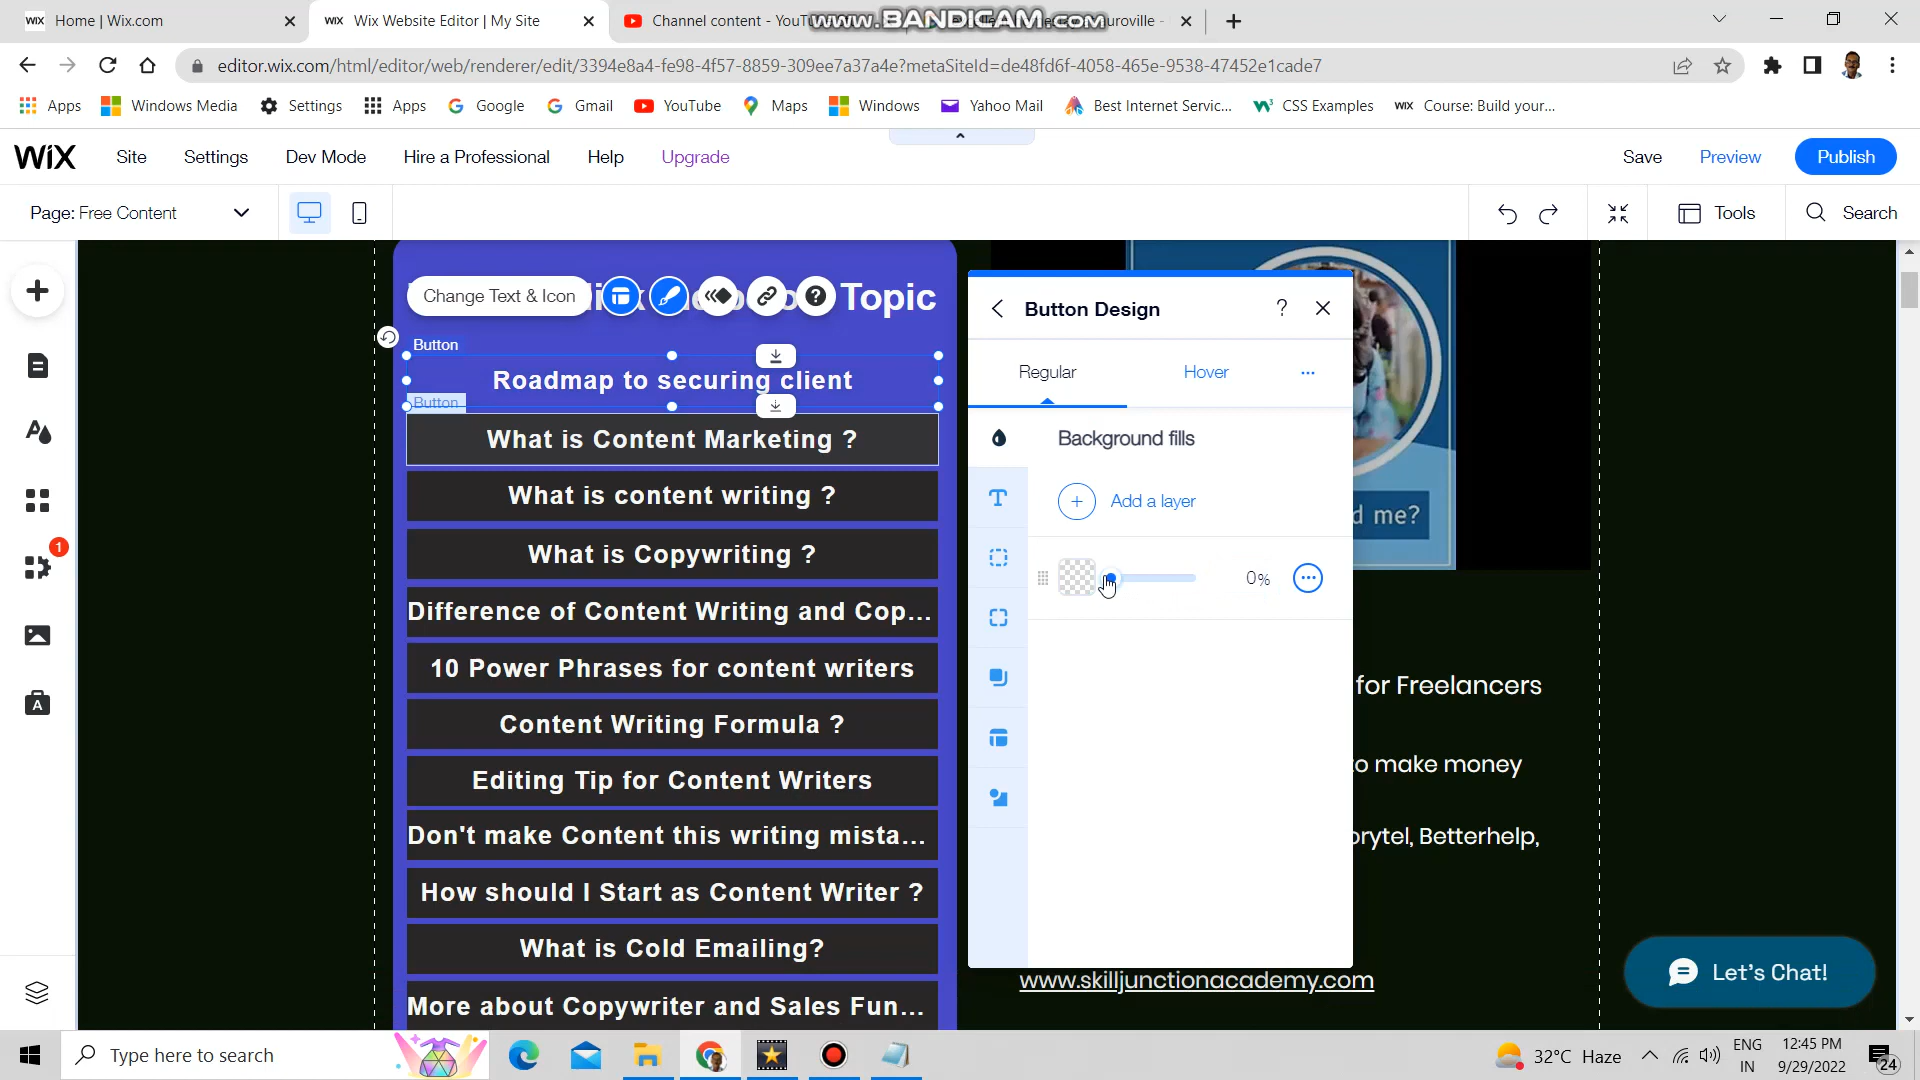 Home | Wix.com
WIX Wix Website Editor | My Site
Channel content - YouTu
www.BANDICAM.com
auroville -
editor.wix.com/html/editor/web/renderer/edit/3394e8a4-fe98-4f57-8859-309ee7a37a4e?metaSiteId=de48fd6f-4058-465e-9538-47452e1cade7
Apps
Windows Media
Settings
Apps
Google
Gmail
YouTube
Maps
Windows
Yahoo Mail
Best Internet Servic...
CSS Examples
WIX Course: Build your...
WiX
Site
Settings
Dev Mode
Hire a Professional
Help
Upgrade
Save
Preview
Publish
Page: Free Content
Tools
Search
Change Text & Icon
Topic
Button
Roadmap to securing client
Button
What is Content Marketing ?
What is content writing ?
What is Copywriting ?
Difference of Content Writing and Cop...
10 Power Phrases for content writers
Content Writing Formula ?
Editing Tip for Content Writers
Don't make Content this writing mista...
How should I Start as Content Writer ?
What is Cold Emailing?
More about Copywriter and Sales Fun...
Button Design
?
Regular
Hover
Background fills
Add a layer
0%
d me?
for Freelancers
to make money
orytel, Betterhelp,
www.skilljunctionacademy.com
Let's Chat!
1
Type here to search
32°C Haze
ENG
IN
12:45 PM
9/29/2022
24